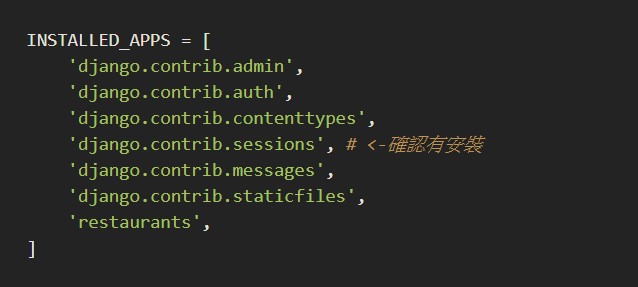 INSTALLED_APPS = [
    'django.contrib.admin',
    'django.contrib.auth',
    'django.contrib.contenttypes',
    'django.contrib.sessions', # <-確認有安裝
    'django.contrib.messages',
    'django.contrib.staticfiles',
    'restaurants',
]